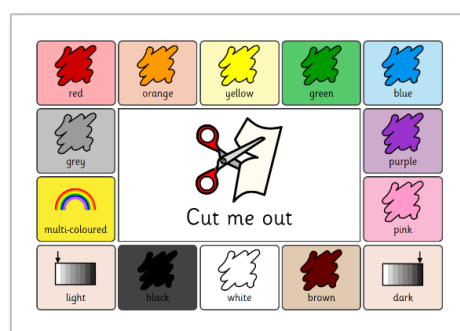 red orange yellow green blue
grey purple
Cut me out
multi-coloured pink
light black white brown dark